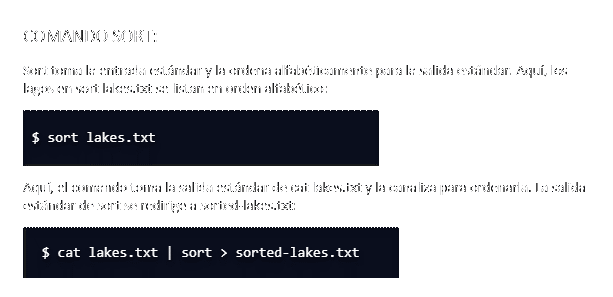 COMANDO SORT:
Sort toma la entrada estándar y la ordena alfabéticamente para la salida estándar. Aquí, los
lagos en sort lakes.txt se listan en orden alfabético:
$ sort lakes.txt
Aquí, el comando toma la salida estándar de cat lakes.txt y la canaliza para ordenarla. La salida
estándar de sort se redirige a sorted-lakes.txt:
$ cat lakes.txt | sort > sorted-lakes.txt